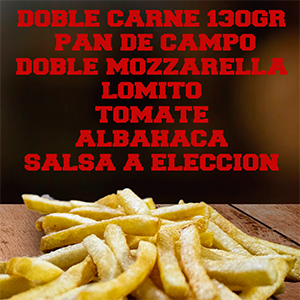 DOBLE CARNE 130GR
PAN DE CAMPO
DOBLE MOZZARELLA
LOMITO
TOMATE
ALBAHACA
SALSA A ELECCION